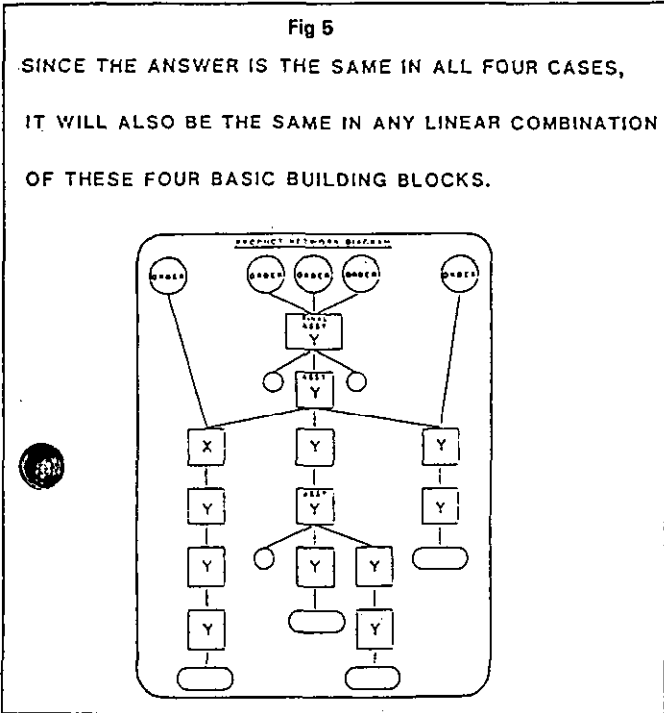 Fig 5
SINCE THE ANSWER IS THE SAME IN ALL FOUR CASES,
IT WILL ALSO BE THE SAME IN ANY LINEAR COMBINATION
OF THESE FOUR BASIC BUILDING BLOCKS.
PRODUCT NETWORK DIAGRAM
ORDER ORDER ORDER ORDER ORDER
FINAL
ASSY
Y
ASSY
Y
X Y Y
Y
ASSY
Y
Y
Y Y Y
Y Y